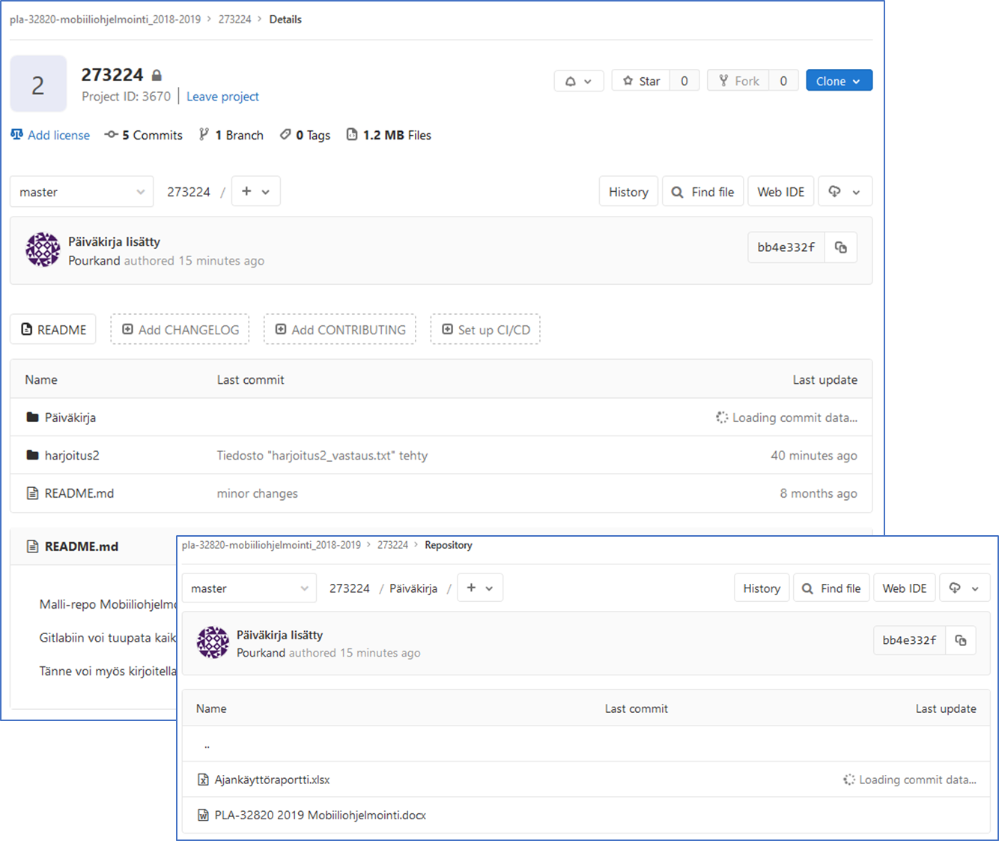 pla-32820-mobiiliohjelmointi_2018-2019 > 273224 > Details
2
273224
Project ID: 3670 | Leave project
Star 0 Fork 0 Clone
Add license 5 Commits 1 Branch 0 Tags 1.2 MB Files
master 273224 / + History Find file Web IDE
Päiväkirja lisätty
Pourkand authored 15 minutes ago
bb4e332f
README Add CHANGELOG Add CONTRIBUTING Set up CI/CD
Name Last commit Last update
Päiväkirja Loading commit data...
harjoitus2 Tiedosto "harjoitus2_vastaus.txt" tehty 40 minutes ago
README.md minor changes 8 months ago
README.md
Malli-repo Mobiiliohjelmo
Gitlabiin voi tuupata kaik
Tänne voi myös kirjoitella
pla-32820-mobiiliohjelmointi_2018-2019 > 273224 > Repository
master 273224 / Päiväkirja / + History Find file Web IDE
Päiväkirja lisätty
Pourkand authored 15 minutes ago
bb4e332f
Name Last commit Last update
..
Ajankäyttöraportti.xlsx Loading commit data...
PLA-32820 2019 Mobiiliohjelmointi.docx